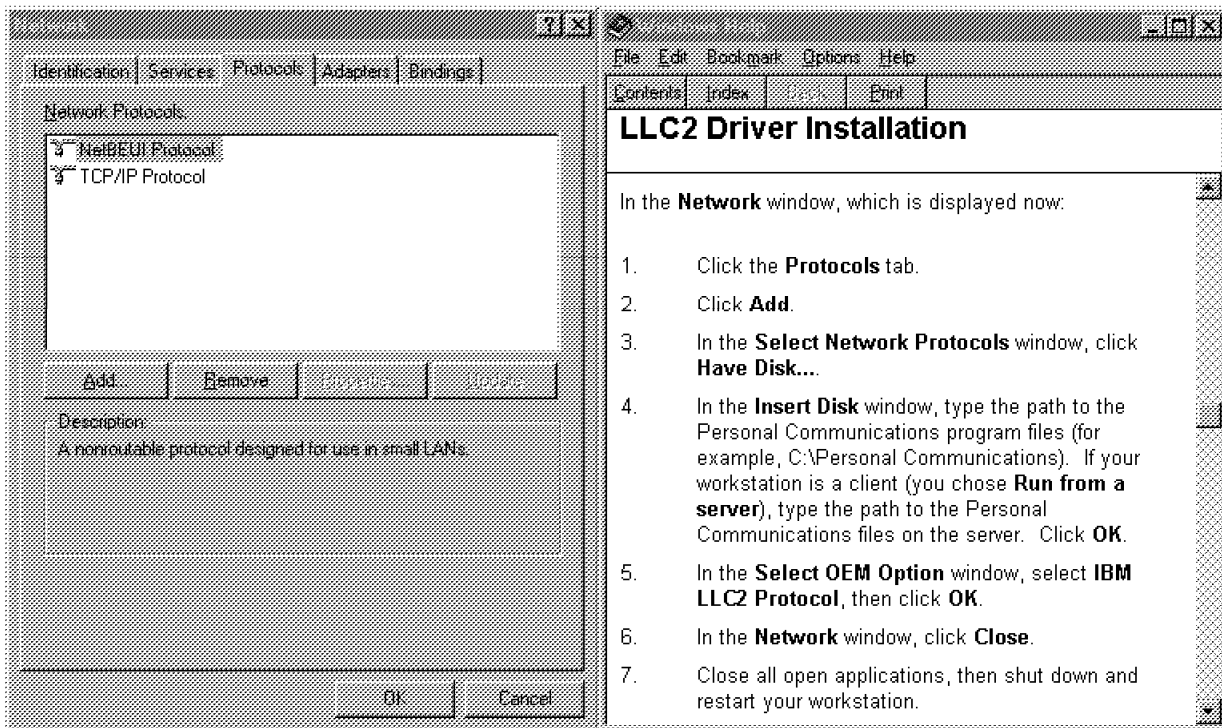 Network
Identification Services Protocols Adapters Bindings
Network Protocols:
NetBEUI Protocol
TCP/IP Protocol
Add... Remove Properties... Update
Description:
A nonroutable protocol designed for use in small LANs.
OK Cancel
Windows Help
File Edit Bookmark Options Help
Contents Index Back Print
LLC2 Driver Installation
In the Network window, which is displayed now:
1. Click the Protocols tab.
2. Click Add.
3. In the Select Network Protocols window, click
Have Disk....
4. In the Insert Disk window, type the path to the
Personal Communications program files (for
example, C:\Personal Communications). If your
workstation is a client (you chose Run from a
server), type the path to the Personal
Communications files on the server. Click OK.
5. In the Select OEM Option window, select IBM
LLC2 Protocol, then click OK.
6. In the Network window, click Close.
7. Close all open applications, then shut down and
restart your workstation.